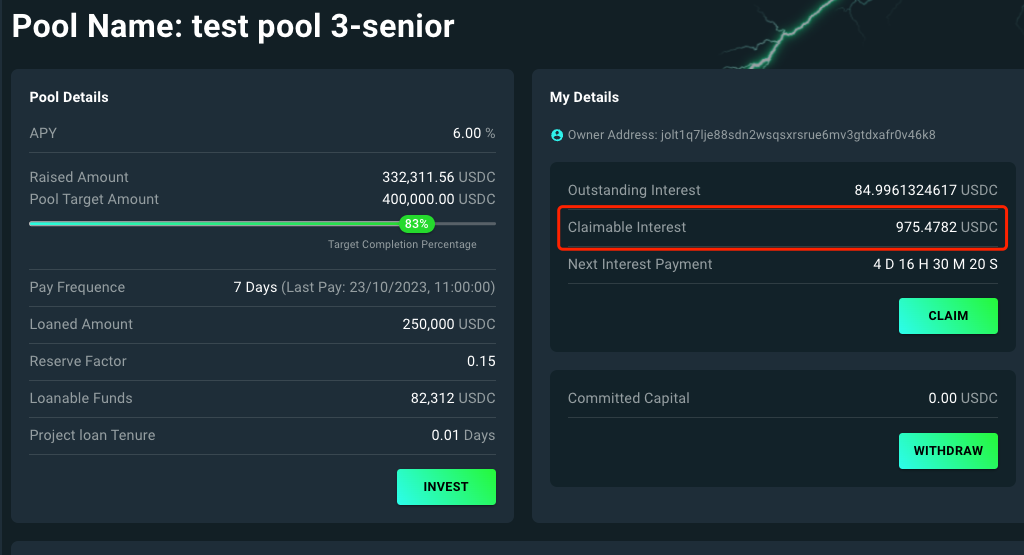 Pool Name: test pool 3-senior
Pool Details
APY 6.00 %
Raised Amount 332,311.56 USDC
Pool Target Amount 400,000.00 USDC
83%
Target Completion Percentage
Pay Frequence 7 Days (Last Pay: 23/10/2023, 11:00:00)
Loaned Amount 250,000 USDC
Reserve Factor 0.15
Loanable Funds 82,312 USDC
Project loan Tenure 0.01 Days
INVEST
My Details
Owner Address: jolt1q7lje88sdn2wsqsxrsrue6mv3gtdxafr0v46k8
Outstanding Interest 84.9961324617 USDC
Claimable Interest 975.4782 USDC
Next Interest Payment 4 D 16 H 30 M 20 S
CLAIM
Committed Capital 0.00 USDC
WITHDRAW